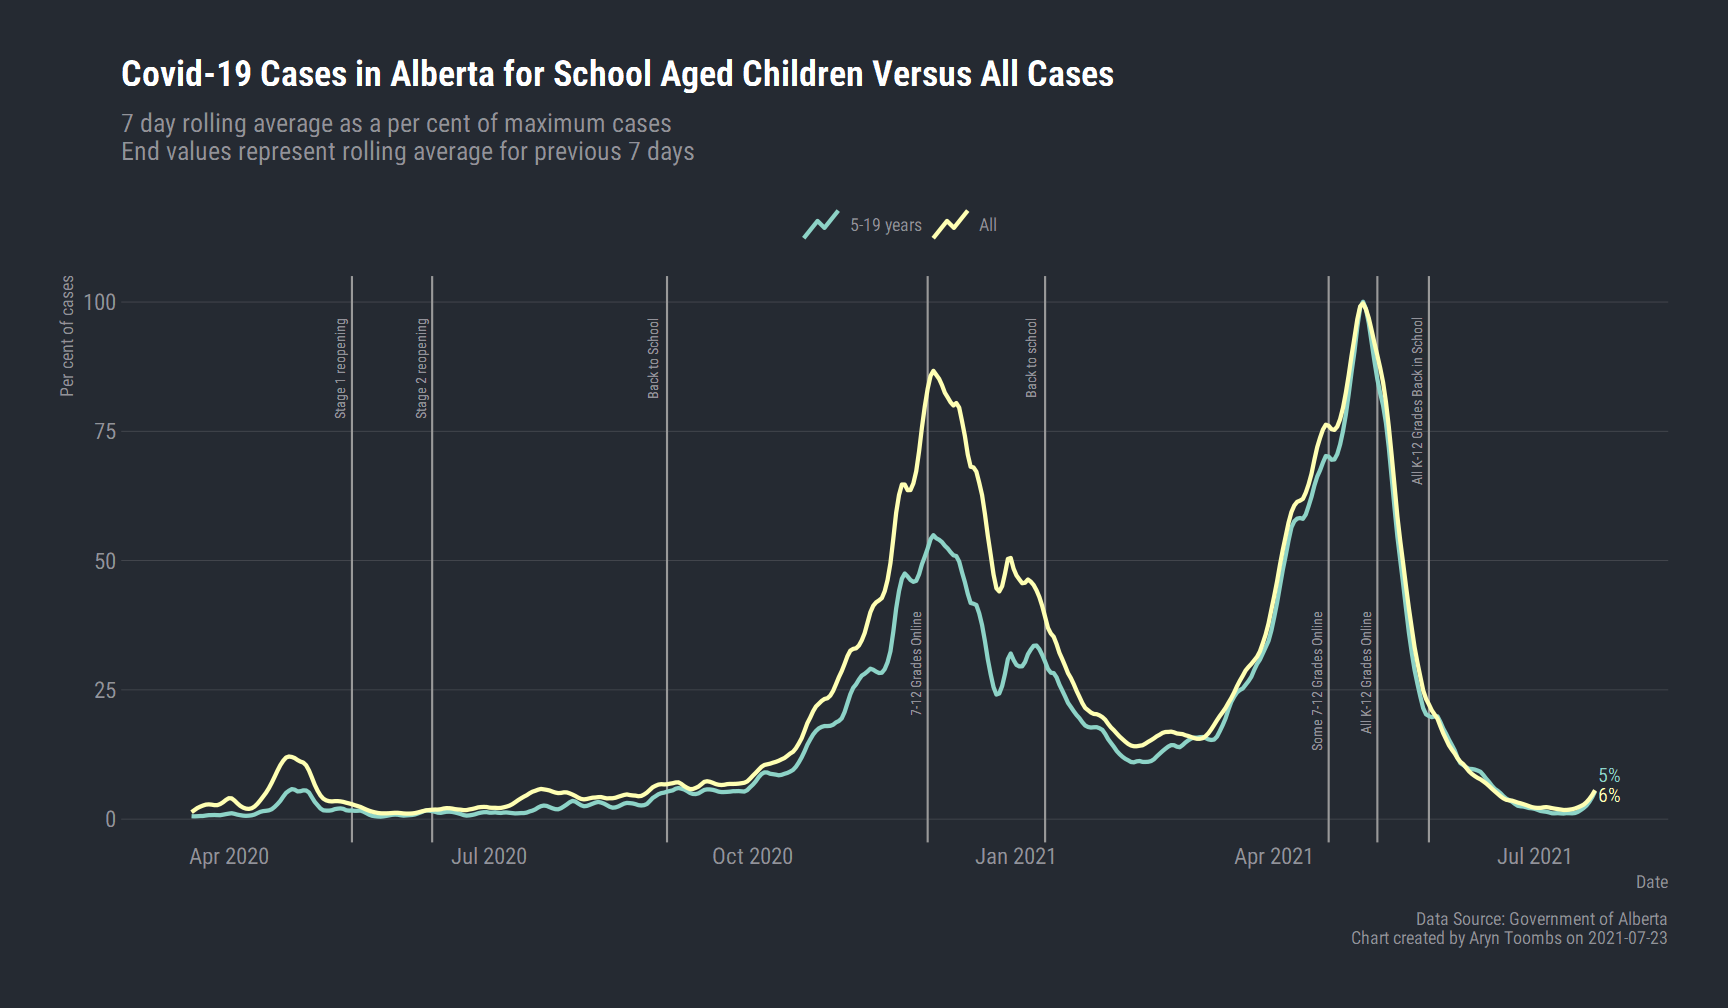 Covid-19 Cases in Alberta for School Aged Children Versus All Cases
7 day rolling average as a per cent of maximum cases
End values represent rolling average for previous 7 days
5-19 years
All
Per cent of cases
100
75
50
25
0
Stage 1 reopening
Stage 2 reopening
Back to School
7-12 Grades Online
Back to school
Some 7-12 Grades Online
All K-12 Grades Online
All K-12 Grades Back in School
5%
6%
Apr 2020
Jul 2020
Oct 2020
Jan 2021
Apr 2021
Jul 2021
Date
Data Source: Government of Alberta
Chart created by Aryn Toombs on 2021-07-23